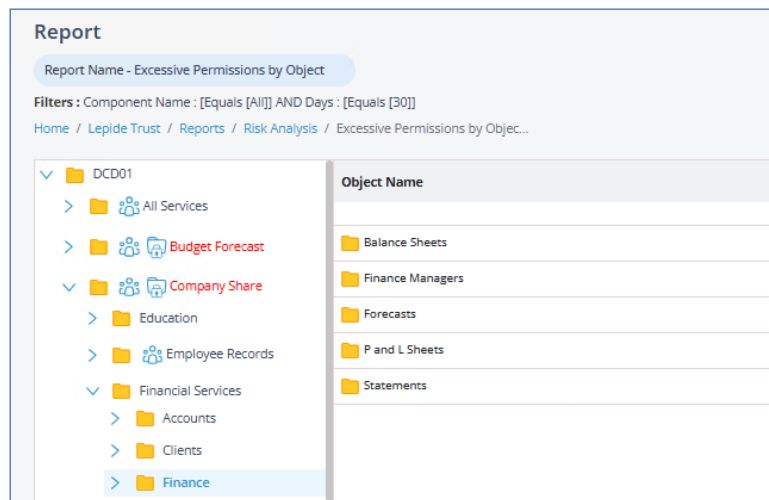 Report
Report Name - Excessive Permissions by Object
Filters : Component Name : [Equals [All]] AND Days : [Equals [30]]
Home / Lepide Trust / Reports / Risk Analysis / Excessive Permissions by Objec...
DCD01
All Services
Budget Forecast
Company Share
Education
Employee Records
Financial Services
Accounts
Clients
Finance
Object Name
Balance Sheets
Finance Managers
Forecasts
P and L Sheets
Statements